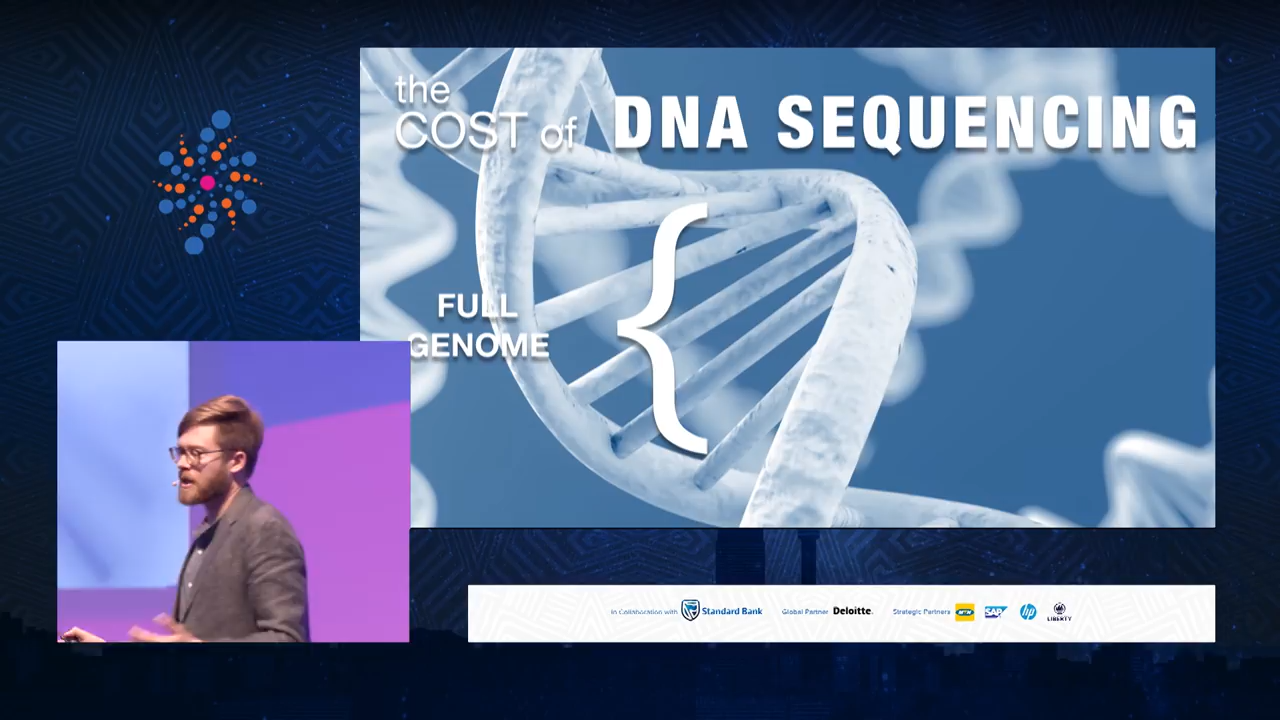 the
COST of DNA SEQUENCING
FULL
GENOME
{
In Collaboration with Standard Bank Global Partner Deloitte. Strategic Partners MTN SAP hp LIBERTY